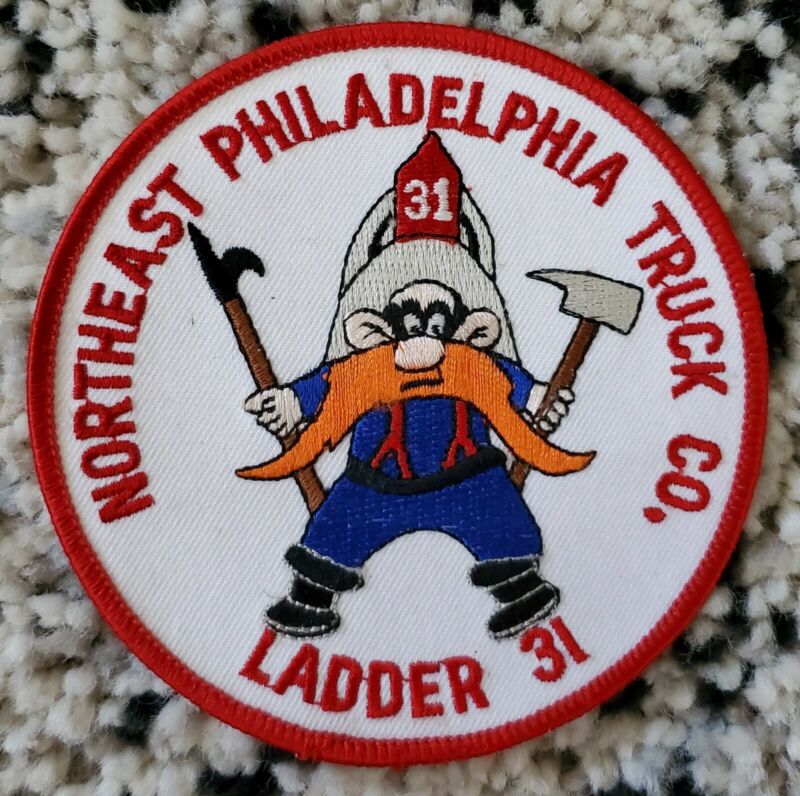 NORTHEAST PHILADELPHIA TRUCK CO.
31
LADDER 31